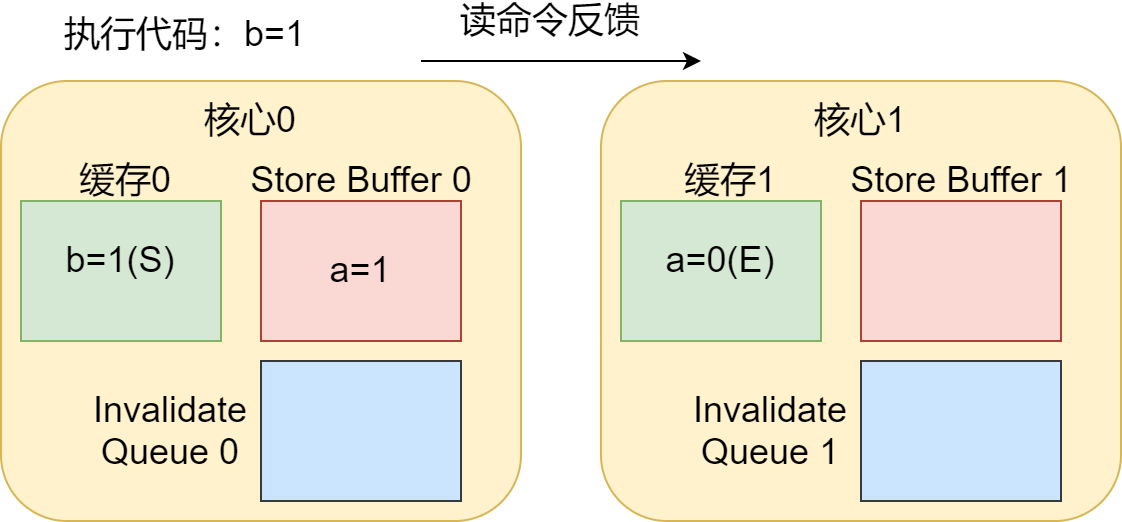 执行代码：b=1
读命令反馈
核心0
缓存0
Store Buffer 0
b=1(S)
a=1
Invalidate
Queue 0
核心1
缓存1
Store Buffer 1
a=0(E)
Invalidate
Queue 1